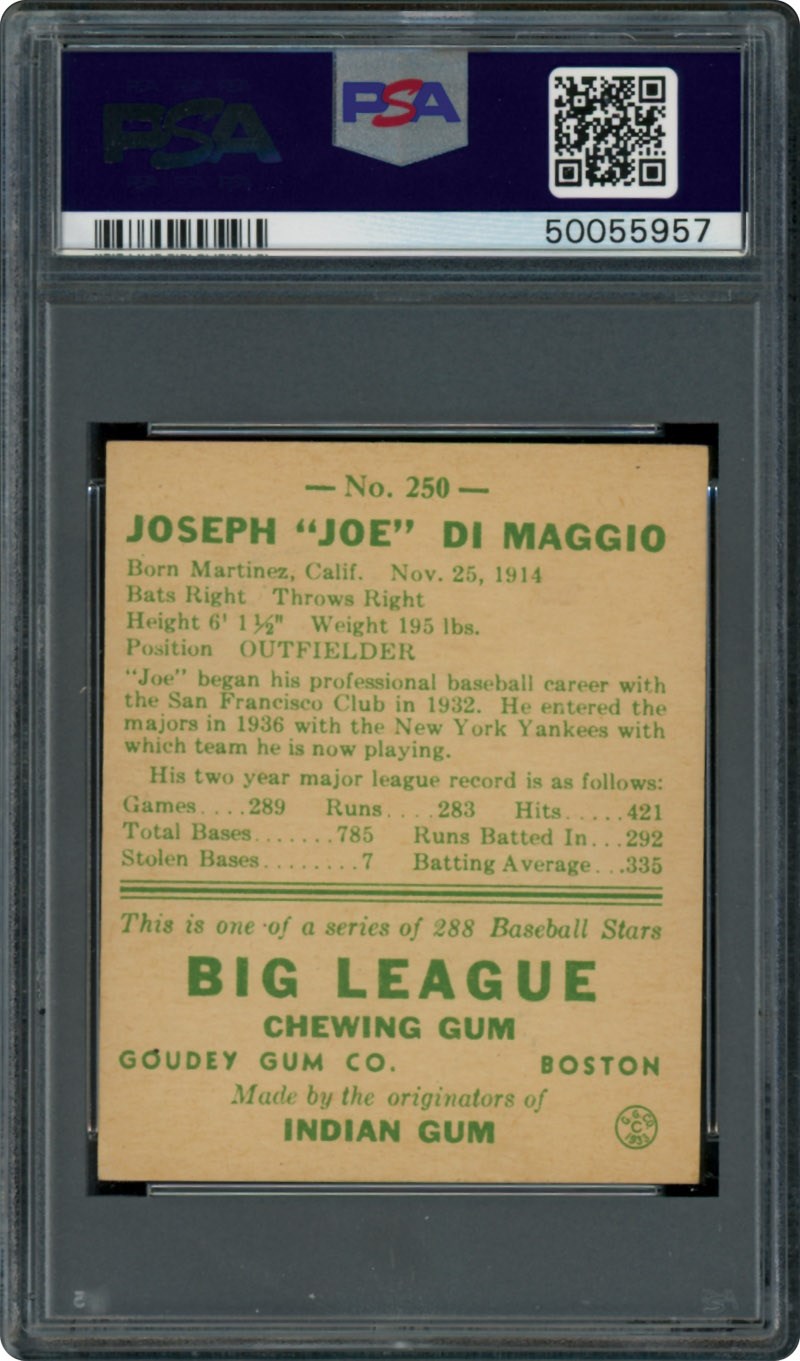 PSA
PSA
50055957
— No. 250 —
JOSEPH "JOE" DI MAGGIO
Born Martinez, Calif. Nov. 25, 1914
Bats Right Throws Right
Height 6' 1½" Weight 195 lbs.
Position OUTFIELDER
"Joe" began his professional baseball career with
the San Francisco Club in 1932. He entered the
majors in 1936 with the New York Yankees with
which team he is now playing.
His two year major league record is as follows:
Games....289 Runs....283 Hits.....421
Total Bases.......785 Runs Batted In...292
Stolen Bases........7 Batting Average...335
This is one of a series of 288 Baseball Stars
BIG LEAGUE
CHEWING GUM
GOUDEY GUM CO. BOSTON
Made by the originators of
INDIAN GUM
G. G. CO.
C